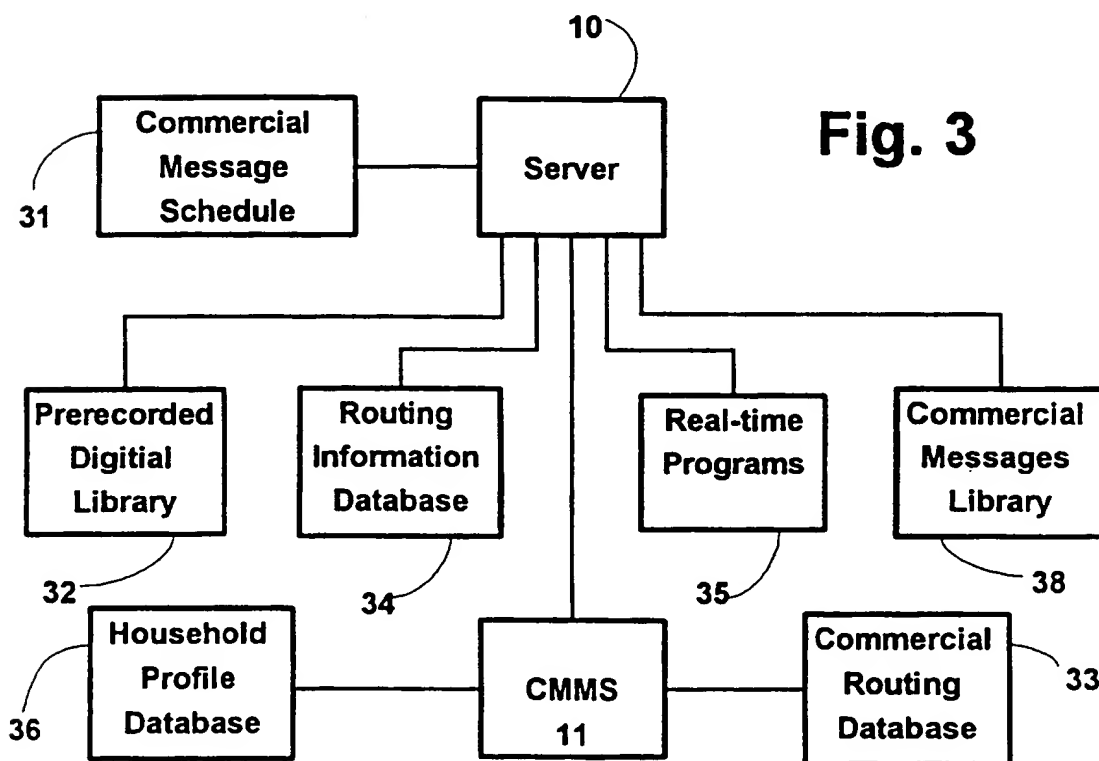 10
Fig. 3
Commercial
Message
Schedule
Server
31
Prerecorded
Digitial
Library
Routing
Information
Database
Real-time
Programs
Commercial
Messages
Library
32
34
35
38
Household
Profile
Database
CMMS
11
Commercial
Routing
Database
36
33